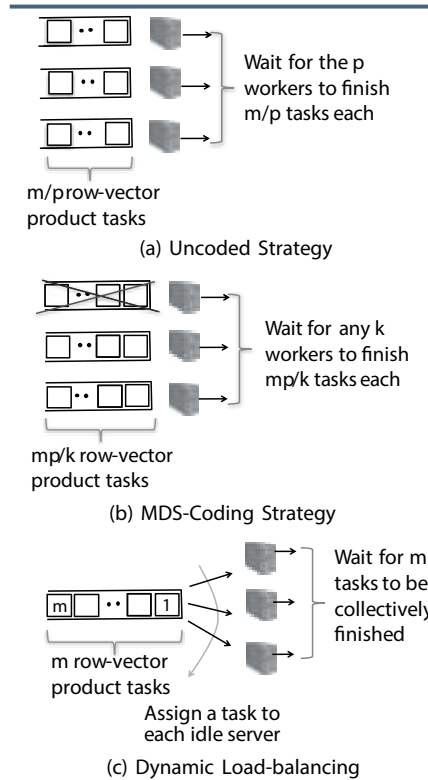 Wait for the p
workers to finish
m/p tasks each
m/p row-vector
product tasks
(a) Uncoded Strategy
Wait for any k
workers to finish
mp/k tasks each
mp/k row-vector
product tasks
(b) MDS-Coding Strategy
m
1
Wait for m
tasks to be
collectively
finished
m row-vector
product tasks
Assign a task to
each idle server
(c) Dynamic Load-balancing